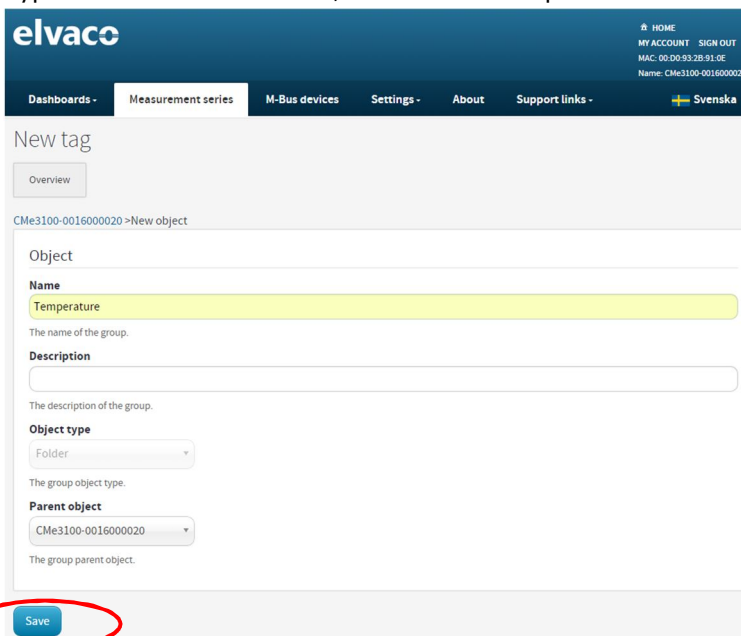 elvaco
HOME
MY ACCOUNT SIGN OUT
MAC: 00:D0:93:2B:91:0E
Name: CMe3100-001600002
Dashboards Measurement series M-Bus devices Settings About Support links Svenska
New tag
Overview
CMe3100-0016000020 >New object
Object
Name
Temperature
The name of the group.
Description
The description of the group.
Object type
Folder
The group object type.
Parent object
CMe3100-0016000020
The group parent object.
Save